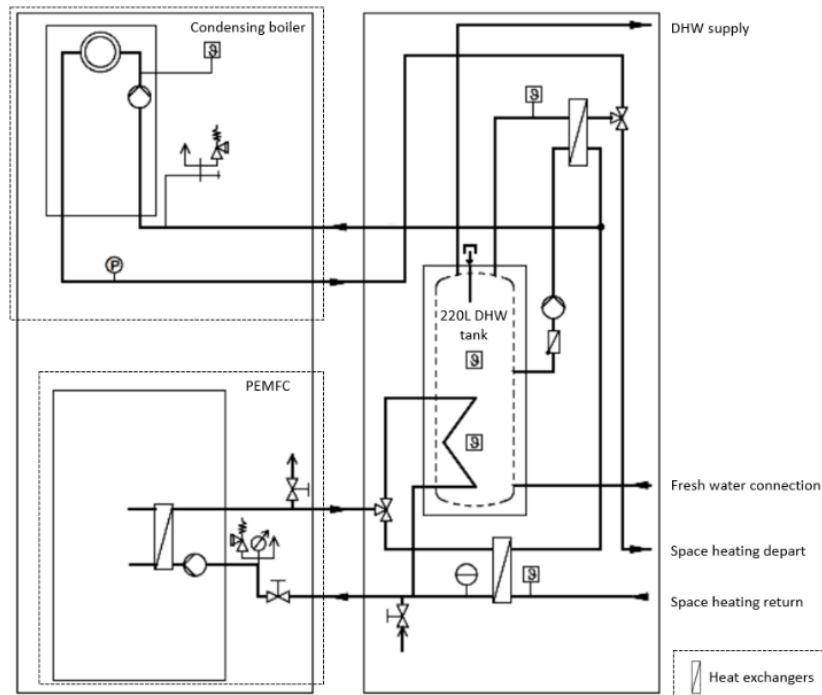 Condensing boiler
DHW supply
ϑ
ϑ
P
220L DHW
tank
ϑ
PEMFC
ϑ
Fresh water connection
Space heating depart
ϑ
Space heating return
Heat exchangers